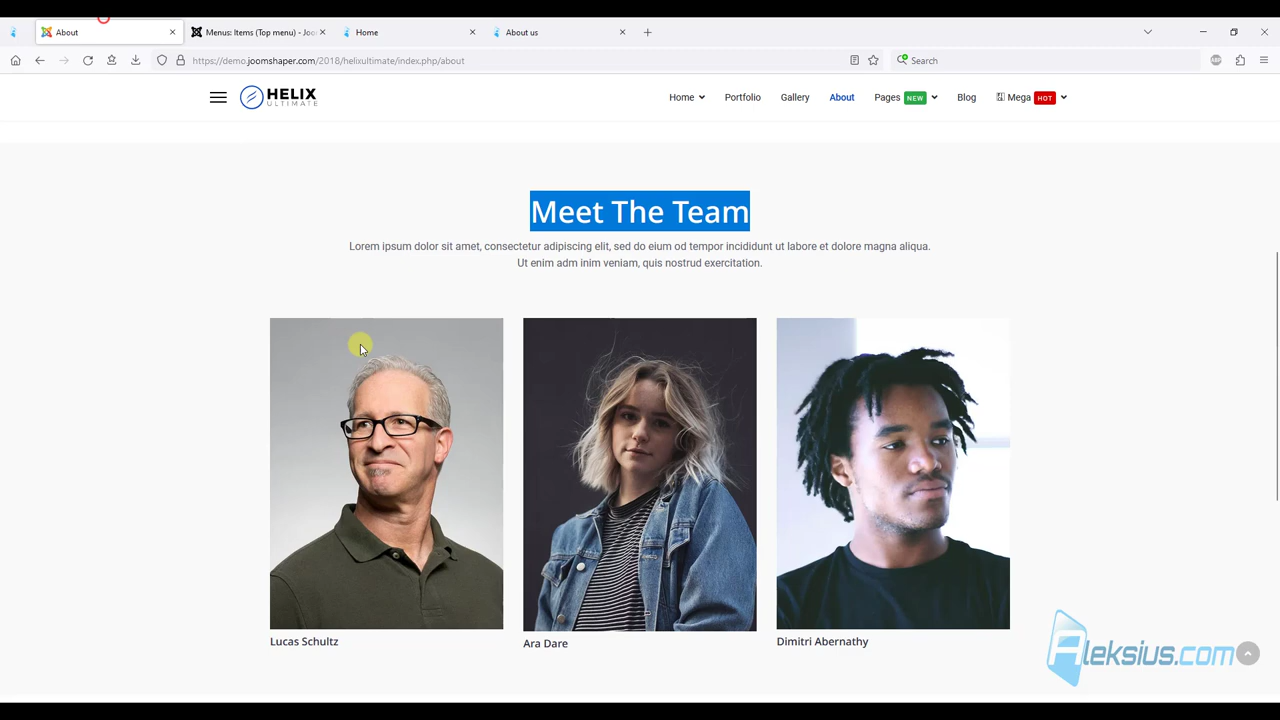 About
Menus: Items (Top menu) - Joo
Home
About us
https://demo.joomshaper.com/2018/helixultimate/index.php/about
Search
ABP
HELIX
ULTIMATE
Home
Portfolio
Gallery
About
Pages NEW
Blog
Mega HOT
Meet The Team
Lorem ipsum dolor sit amet, consectetur adipiscing elit, sed do eium od tempor incididunt ut labore et dolore magna aliqua.
Ut enim adm inim veniam, quis nostrud exercitation.
Lucas Schultz
Ara Dare
Dimitri Abernathy
Aleksius.com